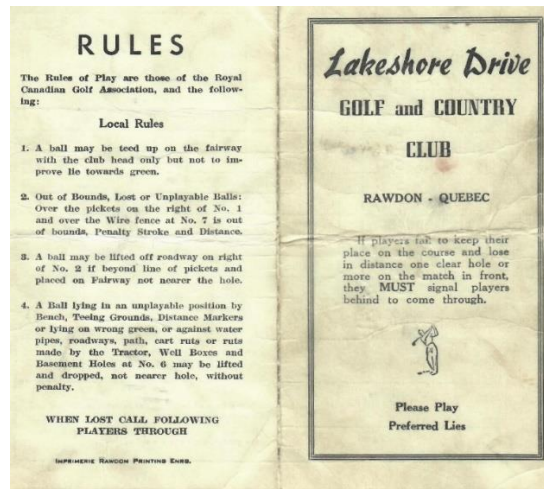 RULES
The Rules of Play are those of the Royal
Canadian Golf Association, and the follow-
ing:
Local Rules
1. A ball may be teed up on the fairway
with the club head only but not to im-
prove lie towards green.
2. Out of Bounds, Lost or Unplayable Balls:
Over the pickets on the right of No. 1
and over the Wire fence at No. 7 is out
of bounds, Penalty Stroke and Distance.
3. A ball may be lifted off roadway on right
of No. 2 if beyond line of pickets and
placed on Fairway not nearer the hole.
4. A Ball lying in an unplayable position by
Bench, Teeing Grounds, Distance Markers
or lying on wrong green, or against water
pipes, roadways, path, cart ruts or ruts
made by the Tractor, Well Boxes and
Basement Holes at No. 6 may be lifted
and dropped, not nearer hole, without
penalty.
WHEN LOST CALL FOLLOWING
PLAYERS THROUGH
IMPRIMERIE RAWDON PRINTING ENRG.
Lakeshore Drive
GOLF and COUNTRY
CLUB
RAWDON - QUEBEC
If players fail to keep their
place on the course and lose
in distance one clear hole or
more on the match in front,
they MUST signal players
behind to come through.
Please Play
Preferred Lies